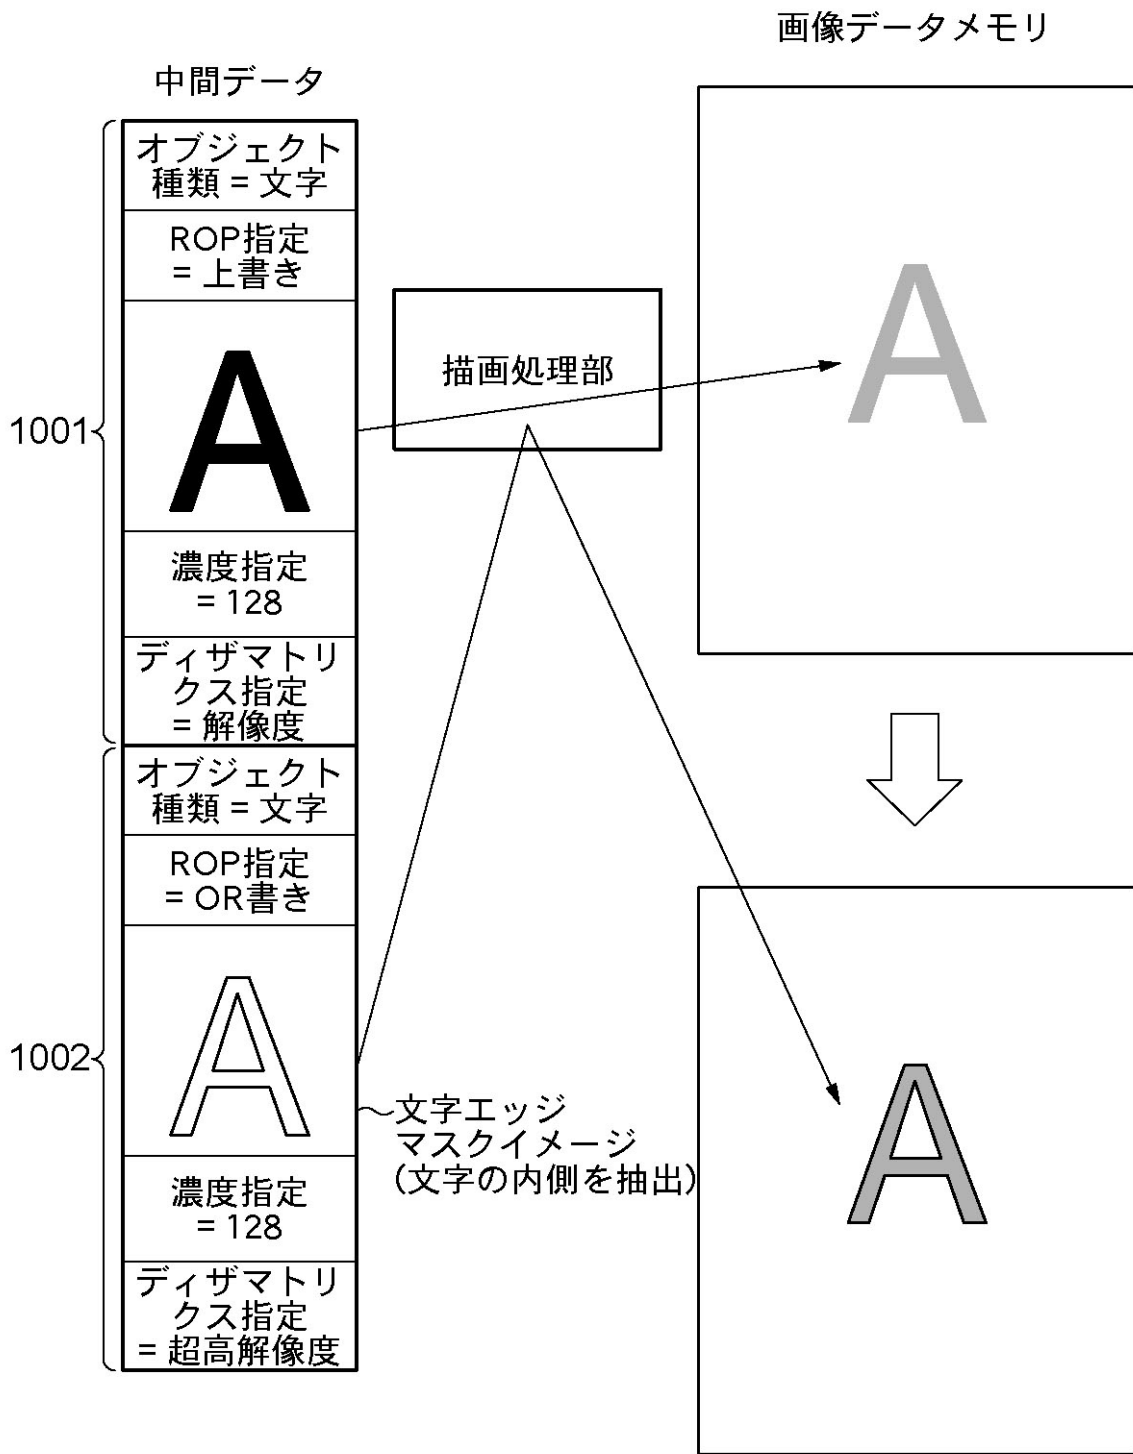 画像データメモリ
中間データ
オブジェクト
種類 = 文字
ROP指定
= 上書き
A
濃度指定
= 128
ディザマトリ
クス指定
= 解像度
1001
描画処理部
A
オブジェクト
種類 = 文字
ROP指定
= OR書き
A
濃度指定
= 128
ディザマトリ
クス指定
= 超高解像度
1002
文字エッジ
マスクイメージ
(文字の内側を抽出)
A